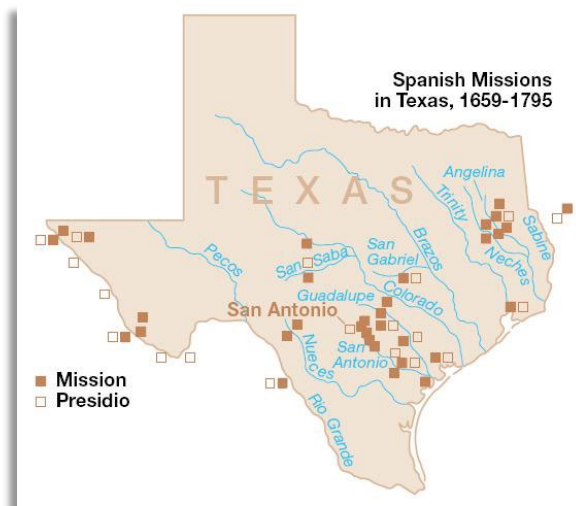 Spanish Missions
in Texas, 1659-1795
TEXAS
Angelina
Trinity
Sabine
Neches
Brazos
San
Gabriel
Colorado
San Saba
Pecos
Guadalupe
San Antonio
San
Antonio
Nueces
Rio Grande
Mission
Presidio